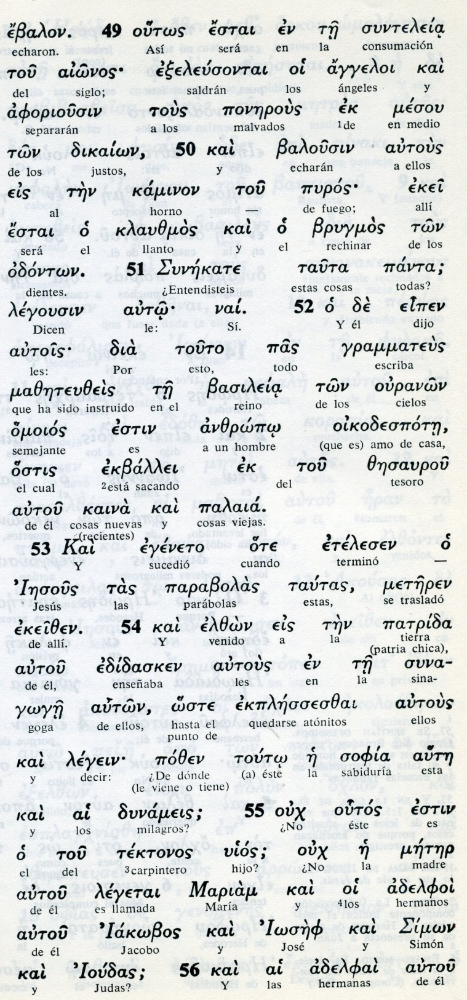 ἔβαλον. 49 οὕτως ἔσται ἐν τῇ συντελείᾳ
echaron. Así será en la consumación
τοῦ αἰῶνος· ἐξελεύσονται οἱ ἄγγελοι καὶ
del siglo; saldrán los ángeles y
ἀφοριοῦσιν τοὺς πονηροὺς ἐκ μέσου
separarán a los malvados 1de en medio
τῶν δικαίων, 50 καὶ βαλοῦσιν αὐτοὺς
de los justos, y echarán a ellos
εἰς τὴν κάμινον τοῦ πυρός· ἐκεῖ
al horno — de fuego; allí
ἔσται ὁ κλαυθμὸς καὶ ὁ βρυγμὸς τῶν
será el llanto y el rechinar de los
ὀδόντων. 51 Συνήκατε ταῦτα πάντα;
dientes. ¿Entendisteis estas cosas todas?
λέγουσιν αὐτῷ· ναί. 52 ὁ δὲ εἶπεν
Dicen le: Sí. Y él dijo
αὐτοῖς· διὰ τοῦτο πᾶς γραμματεὺς
les: Por esto, todo escriba
μαθητευθεὶς τῇ βασιλείᾳ τῶν οὐρανῶν
que ha sido instruido en el reino de los cielos
ὅμοιός ἐστιν ἀνθρώπῳ οἰκοδεσπότῃ,
semejante es a un hombre (que es) amo de casa,
ὅστις ἐκβάλλει ἐκ τοῦ θησαυροῦ
el cual 2está sacando del tesoro
αὐτοῦ καινὰ καὶ παλαιά.
de él cosas nuevas y cosas viejas.
(recientes)
53 Καὶ ἐγένετο ὅτε ἐτέλεσεν ὁ
Y sucedió cuando terminó —
Ἰησοῦς τὰς παραβολὰς ταύτας, μετῆρεν
Jesús las parábolas estas, se trasladó
ἐκεῖθεν. 54 καὶ ἐλθὼν εἰς τὴν πατρίδα
de allí. Y venido a la tierra
(patria chica),
αὐτοῦ ἐδίδασκεν αὐτοὺς ἐν τῇ συνα-
de él, enseñaba les en la sina-
γωγῇ αὐτῶν, ὥστε ἐκπλήσσεσθαι αὐτοὺς
goga de ellos, hasta el quedarse atónitos ellos
punto de
καὶ λέγειν· πόθεν τούτῳ ἡ σοφία αὕτη
y decir: ¿De dónde (a) éste la sabiduría esta
(le viene o tiene)
καὶ αἱ δυνάμεις; 55 οὐχ οὗτός ἐστιν
y los milagros? ¿No éste es
ὁ τοῦ τέκτονος υἱός; οὐχ ἡ μήτηρ
el del 3carpintero hijo? ¿No la madre
αὐτοῦ λέγεται Μαριὰμ καὶ οἱ ἀδελφοὶ
de él es llamada María y 4los hermanos
αὐτοῦ Ἰάκωβος καὶ Ἰωσὴφ καὶ Σίμων
de él Jacobo y José y Simón
καὶ Ἰούδας; 56 καὶ αἱ ἀδελφαὶ αὐτοῦ
y Judas? Y las hermanas de él